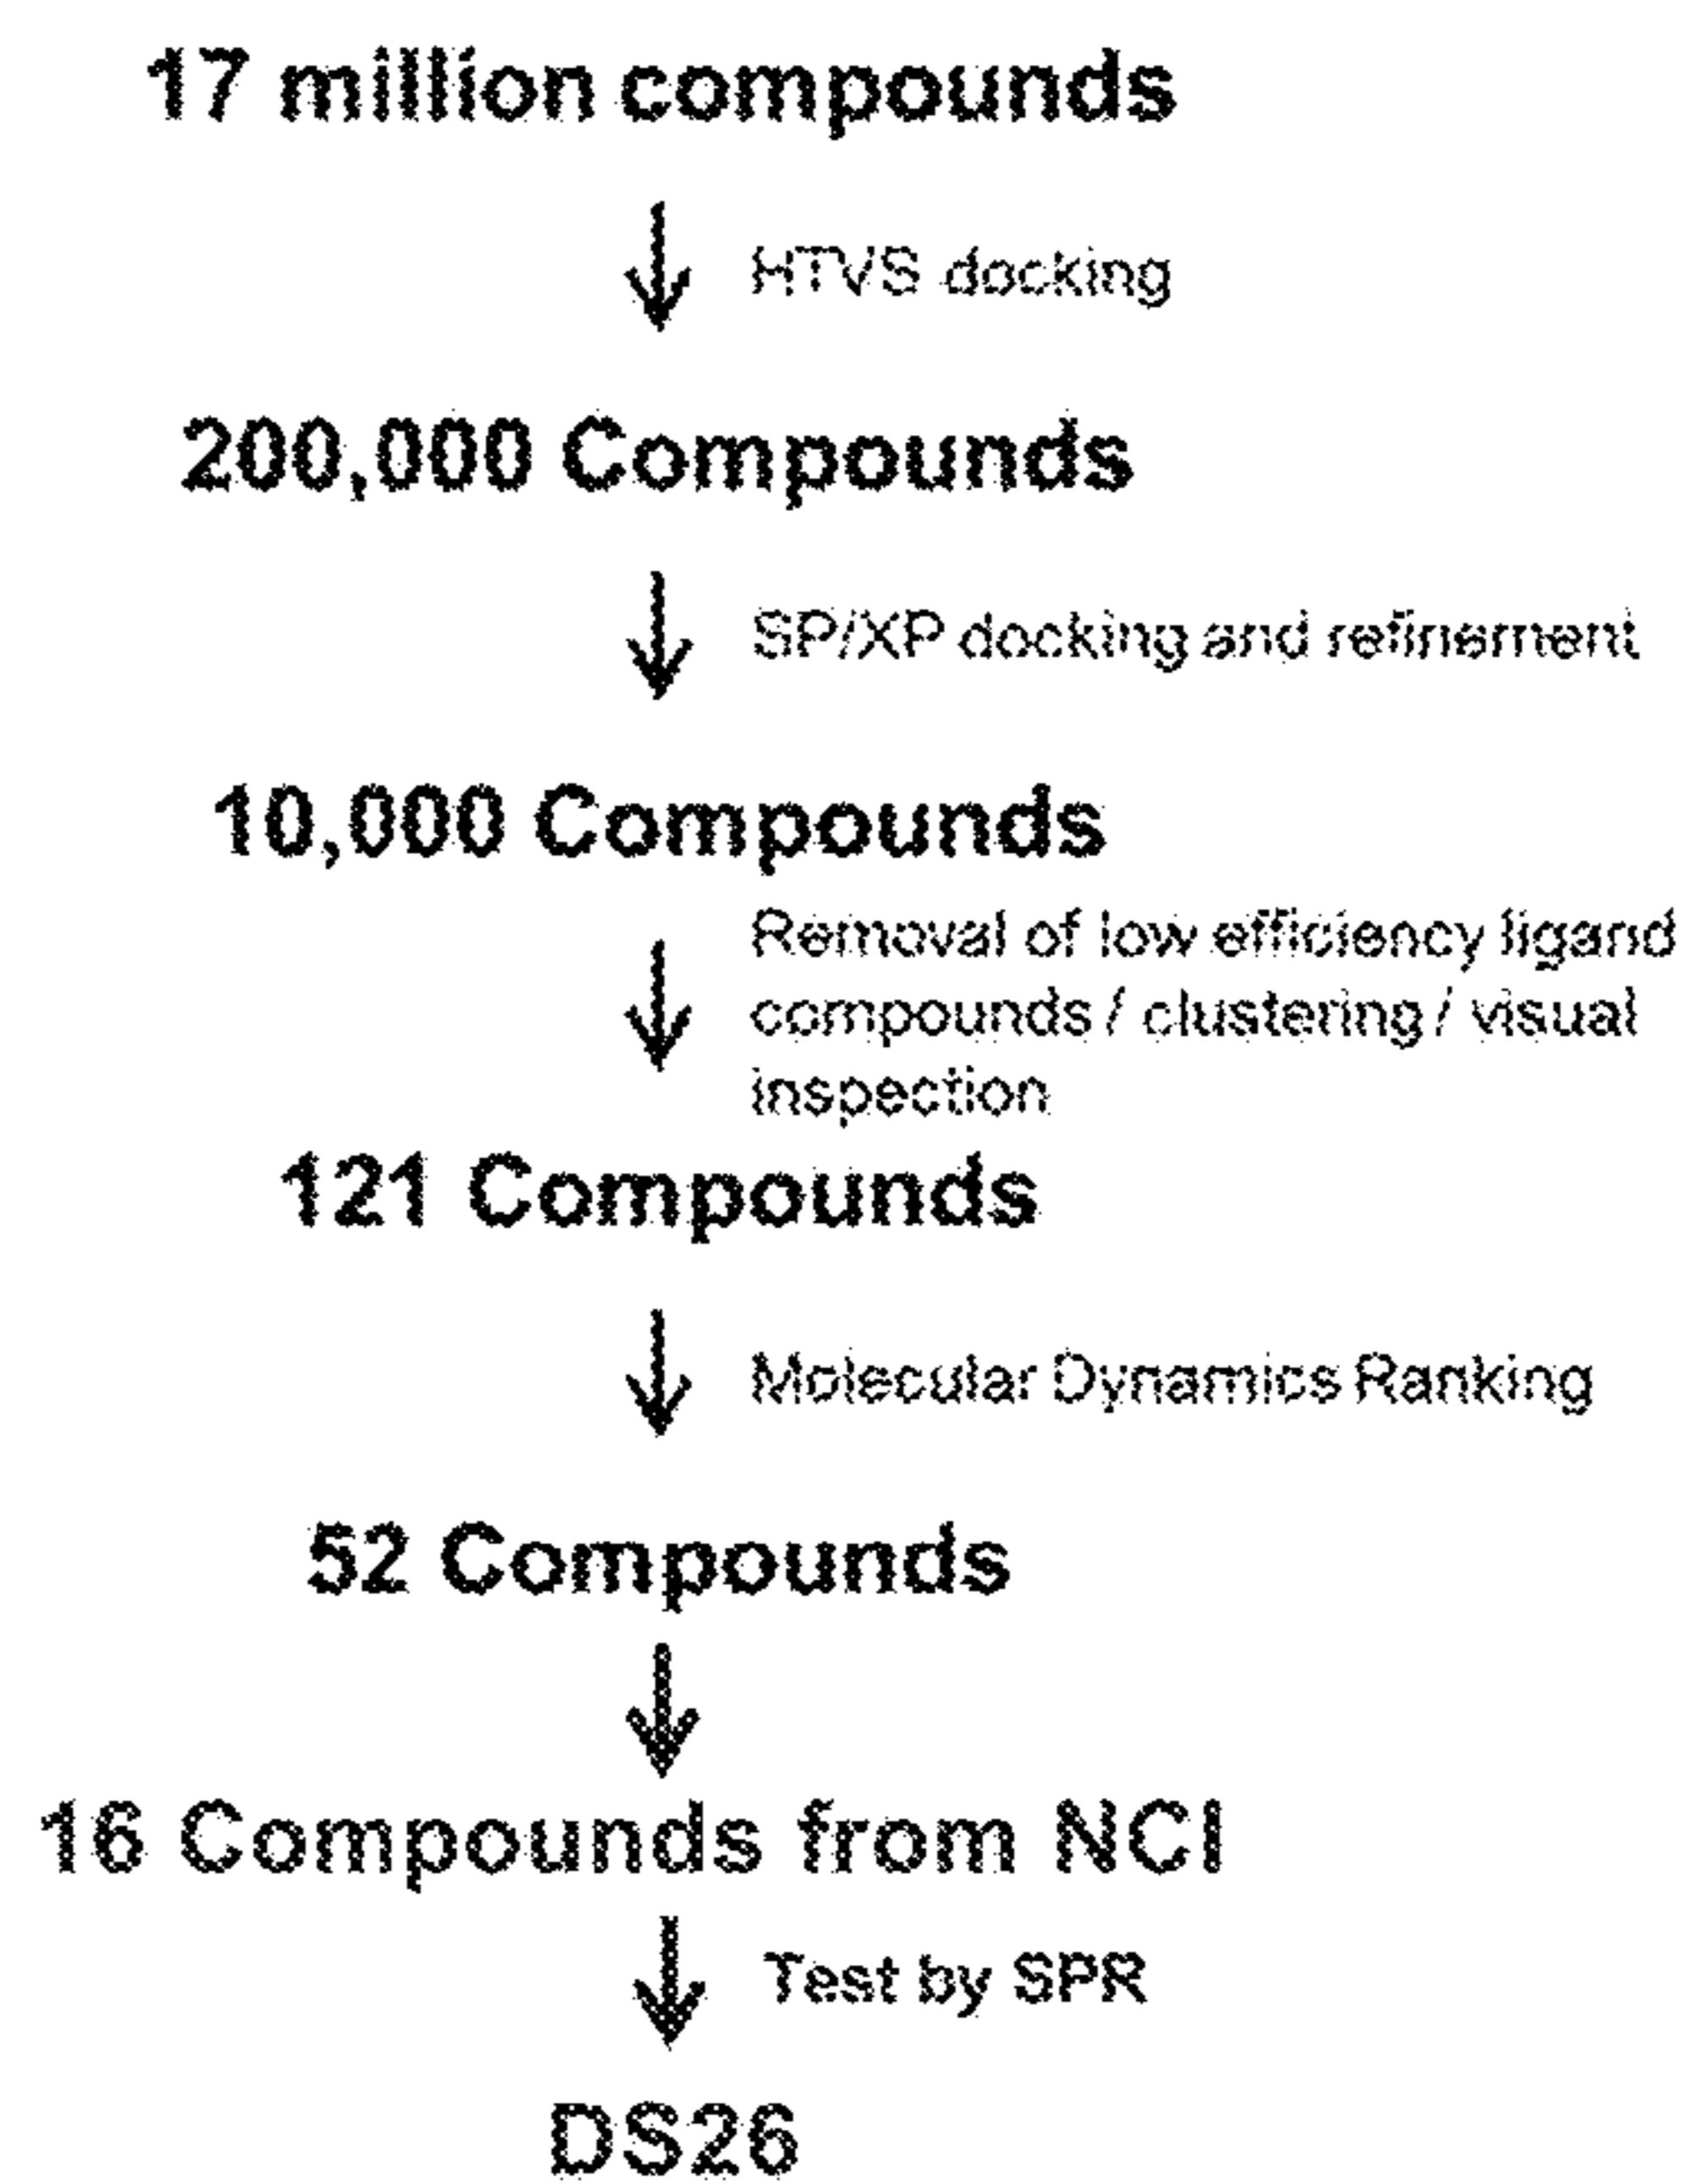 17 million compounds
HTVS docking
200,000 Compounds
SP/XP docking and refinement
10,000 Compounds
Removal of low efficiency ligand
compounds / clustering / visual
inspection
121 Compounds
Molecular Dynamics Ranking
52 Compounds
16 Compounds from NCI
Test by SPR
DS26